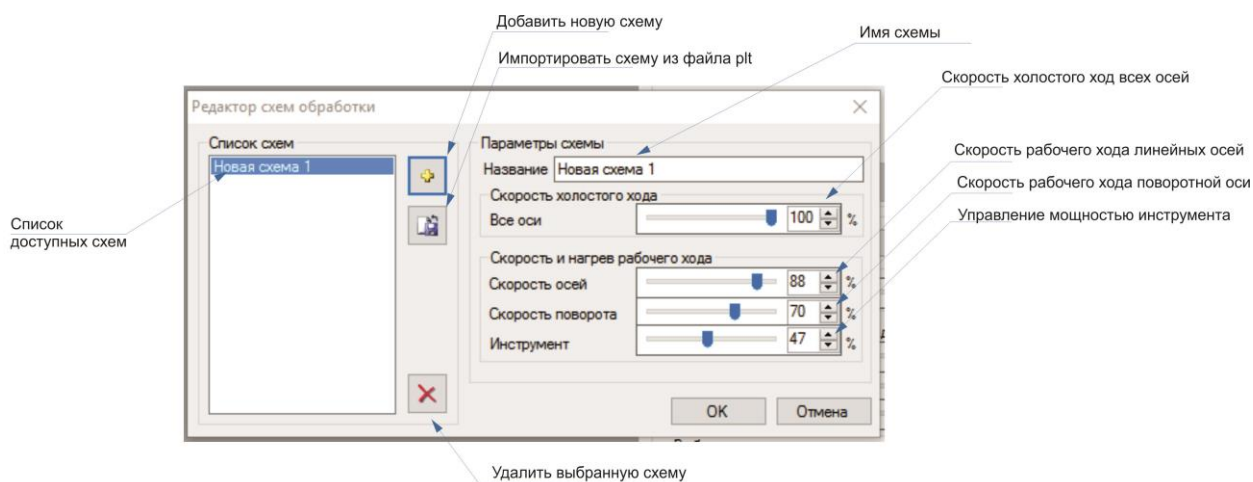 Добавить новую схему
Имя схемы
Импортировать схему из файла plt
Скорость холостого ход всех осей
Редактор схем обработки
Список схем
Новая схема 1
Параметры схемы
Название Новая схема 1
Скорость холостого хода
Все оси 100 %
Скорость и нагрев рабочего хода
Скорость осей 88 %
Скорость поворота 70 %
Инструмент 47 %
OK
Отмена
Скорость рабочего хода линейных осей
Скорость рабочего хода поворотной оси
Управление мощностью инструмента
Список
доступных схем
Удалить выбранную схему